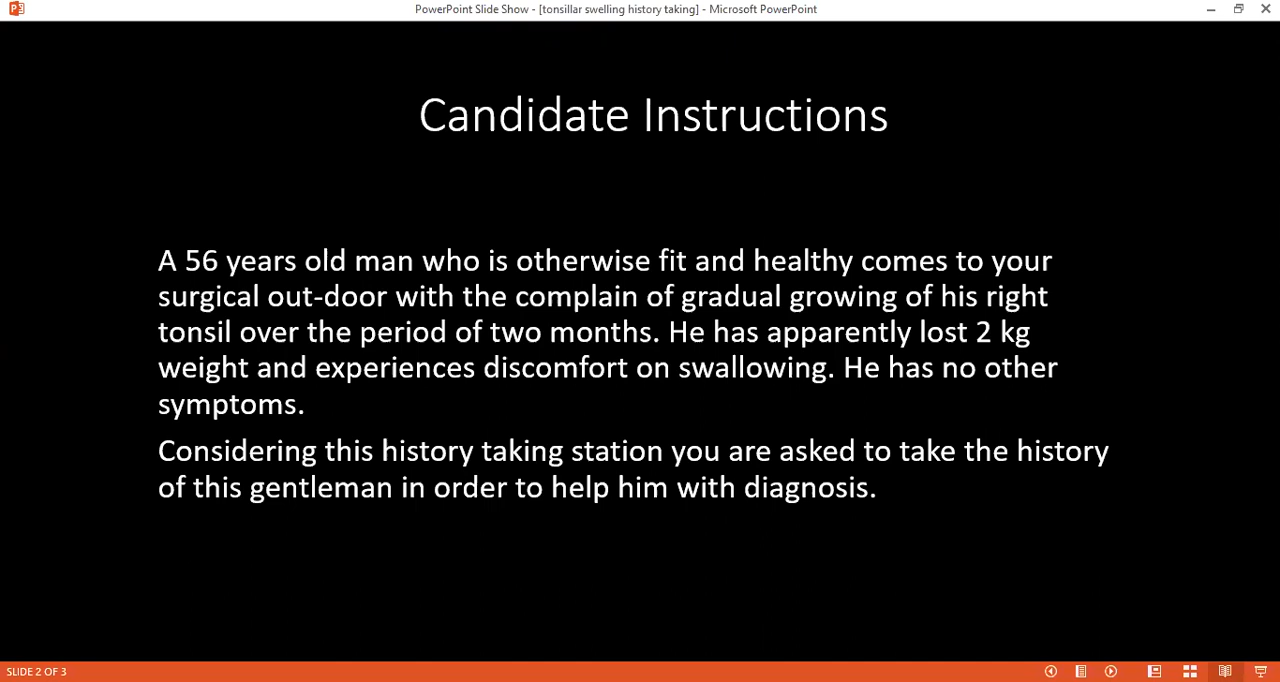 PowerPoint Slide Show - [tonsillar swelling history taking] - Microsoft PowerPoint
Candidate Instructions
A 56 years old man who is otherwise fit and healthy comes to your
surgical out-door with the complain of gradual growing of his right
tonsil over the period of two months. He has apparently lost 2 kg
weight and experiences discomfort on swallowing. He has no other
symptoms.
Considering this history taking station you are asked to take the history
of this gentleman in order to help him with diagnosis.
SLIDE 2 OF 3